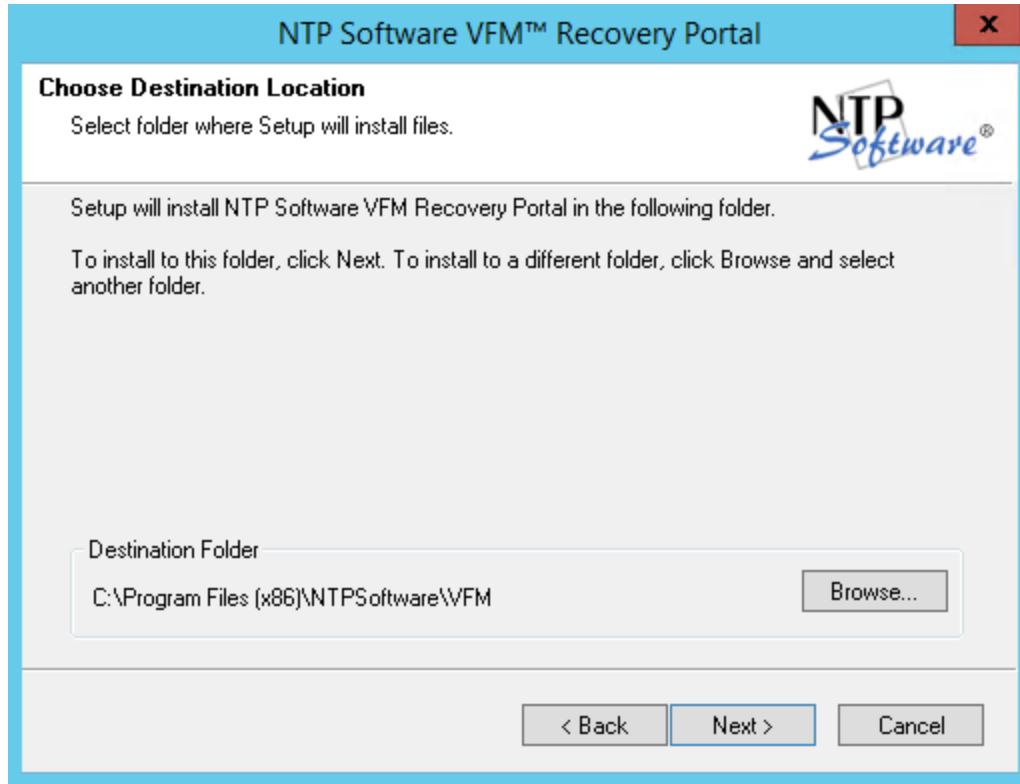 NTP Software VFM™ Recovery Portal
x
Choose Destination Location
Select folder where Setup will install files.
NTP
Software®
Setup will install NTP Software VFM Recovery Portal in the following folder.
To install to this folder, click Next. To install to a different folder, click Browse and select
another folder.
Destination Folder
C:\Program Files (x86)\NTPSoftware\VFM
Browse...
< Back
Next >
Cancel